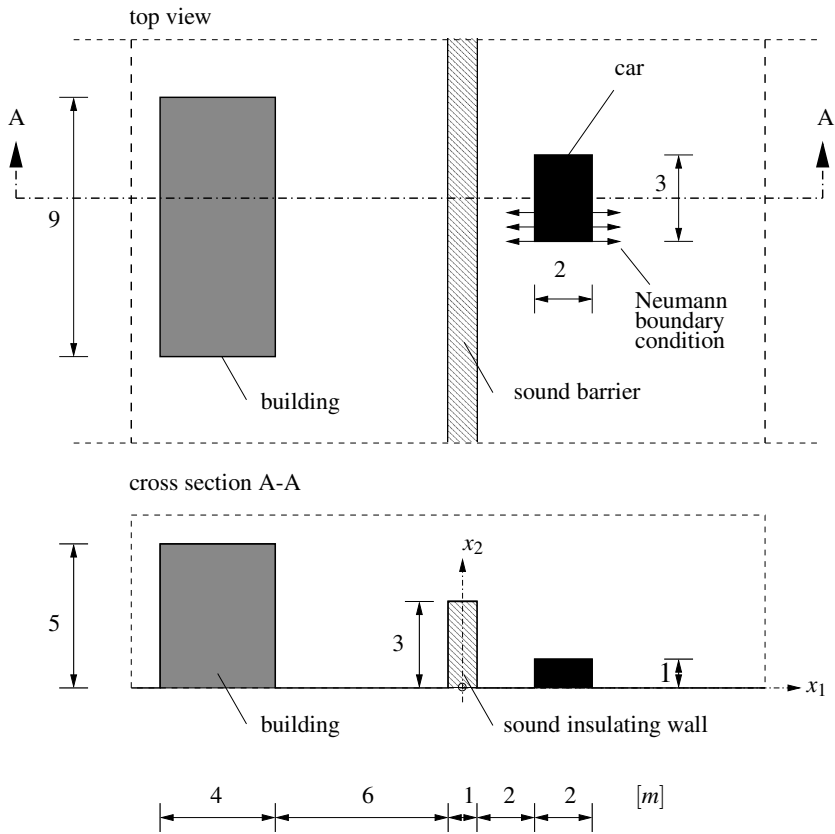 top view
car
A
A
9
3
2
Neumann
boundary
condition
building
sound barrier
cross section A-A
x2
5
3
1
x1
building
sound insulating wall
4
6
1
2
2
[m]